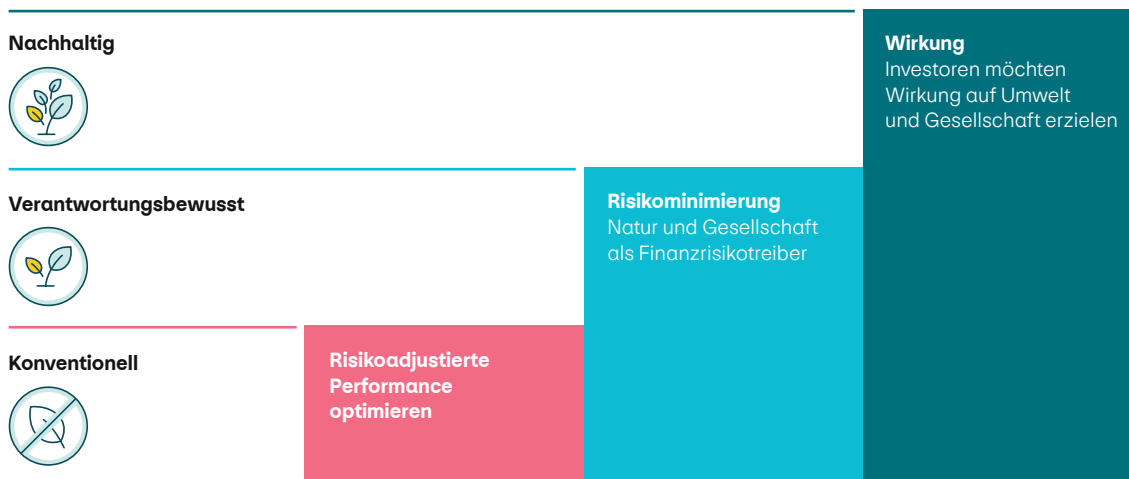 Nachhaltig
Wirkung
Investoren möchten
Wirkung auf Umwelt
und Gesellschaft erzielen
Verantwortungsbewusst
Risikominimierung
Natur und Gesellschaft
als Finanzrisikotreiber
Konventionell
Risikoadjustierte
Performance
optimieren